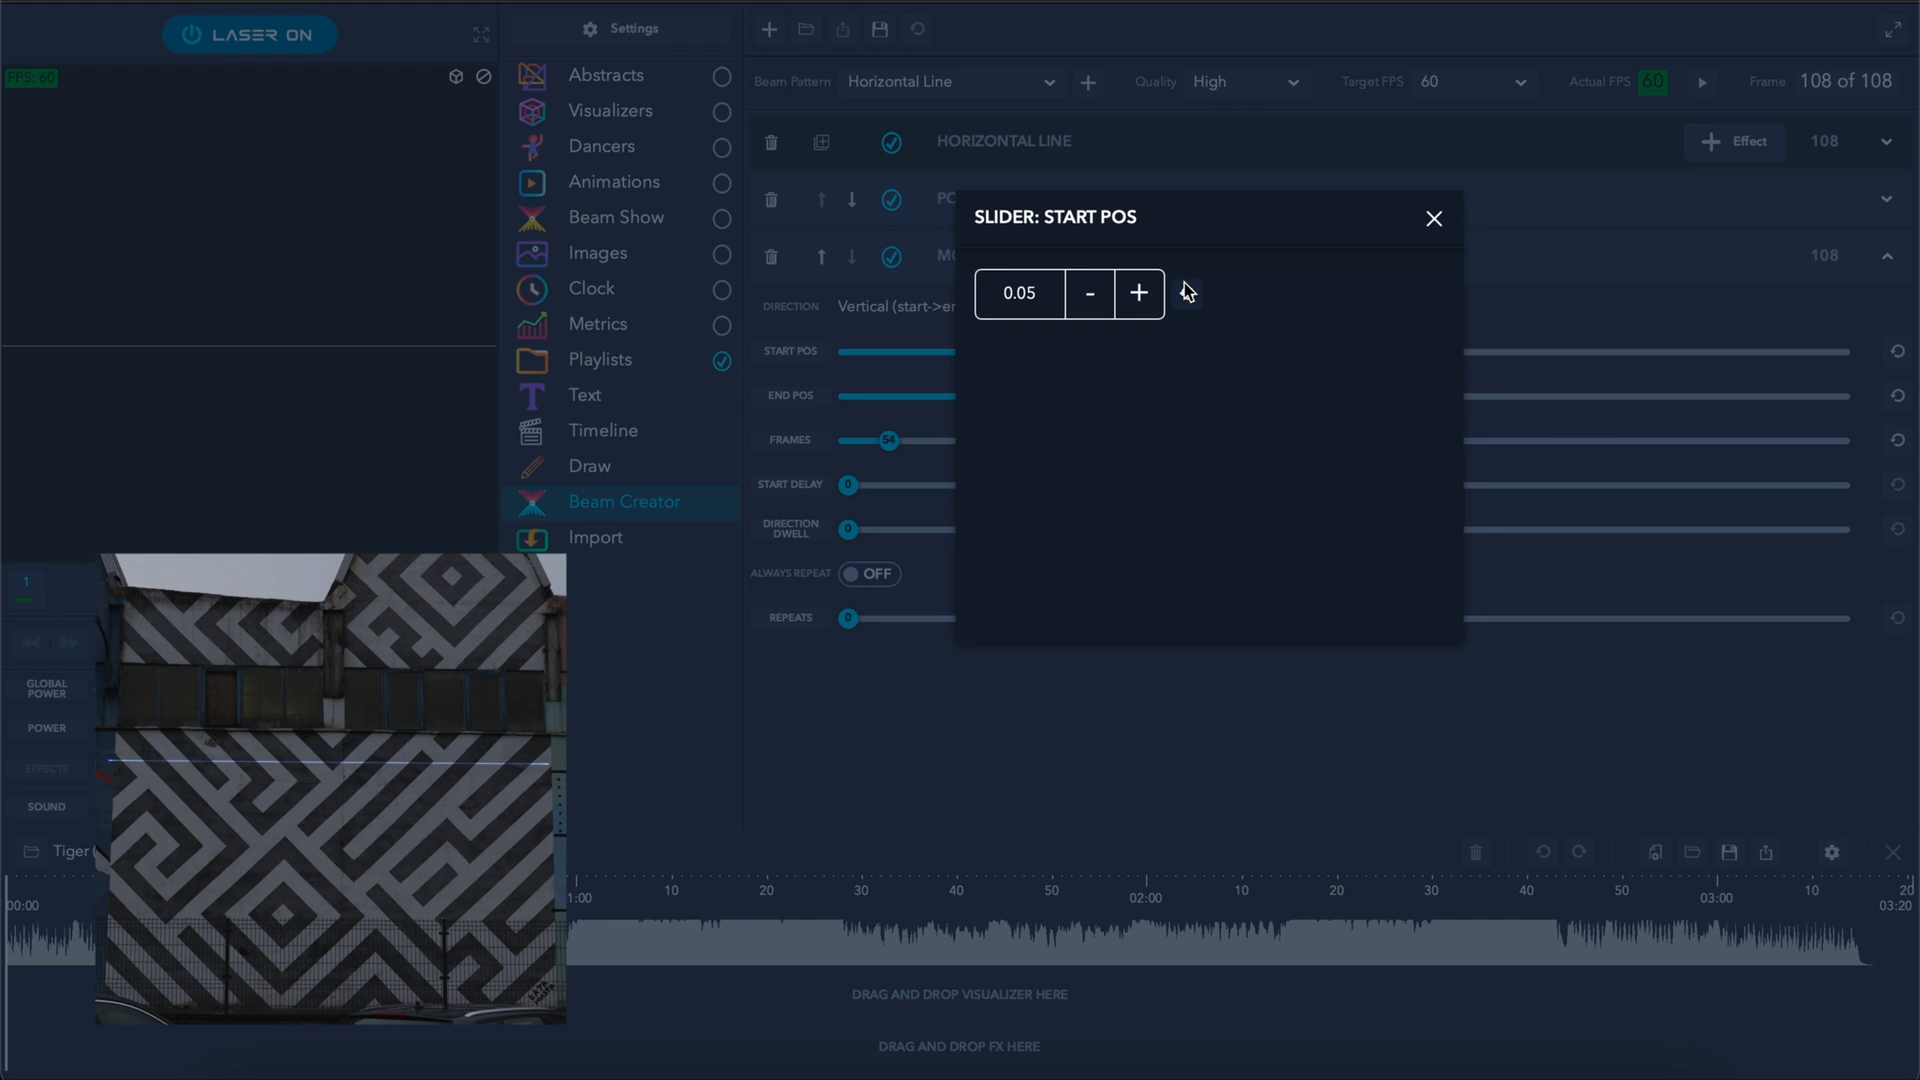 LASER ON
FPS: 60
Settings
Abstracts
Visualizers
Dancers
Animations
Beam Show
Images
Clock
Metrics
Playlists
Text
Timeline
Draw
Beam Creator
Import
Beam Pattern
Horizontal Line
Quality
High
Target FPS
60
Actual FPS
60
Frame
108 of 108
HORIZONTAL LINE
Effect
108
SLIDER: START POS
108
0.05
-
+
DIRECTION
Vertical (start->en
START POS
END POS
FRAMES
54
START DELAY
0
DIRECTION
DWELL
0
ALWAYS REPEAT
OFF
REPEATS
0
1
GLOBAL
POWER
POWER
EFFECTS
SOUND
Tiger
00:00
1:00
10
20
30
40
50
02:00
10
20
30
40
50
03:00
10
20
03:20
DRAG AND DROP VISUALIZER HERE
DRAG AND DROP FX HERE